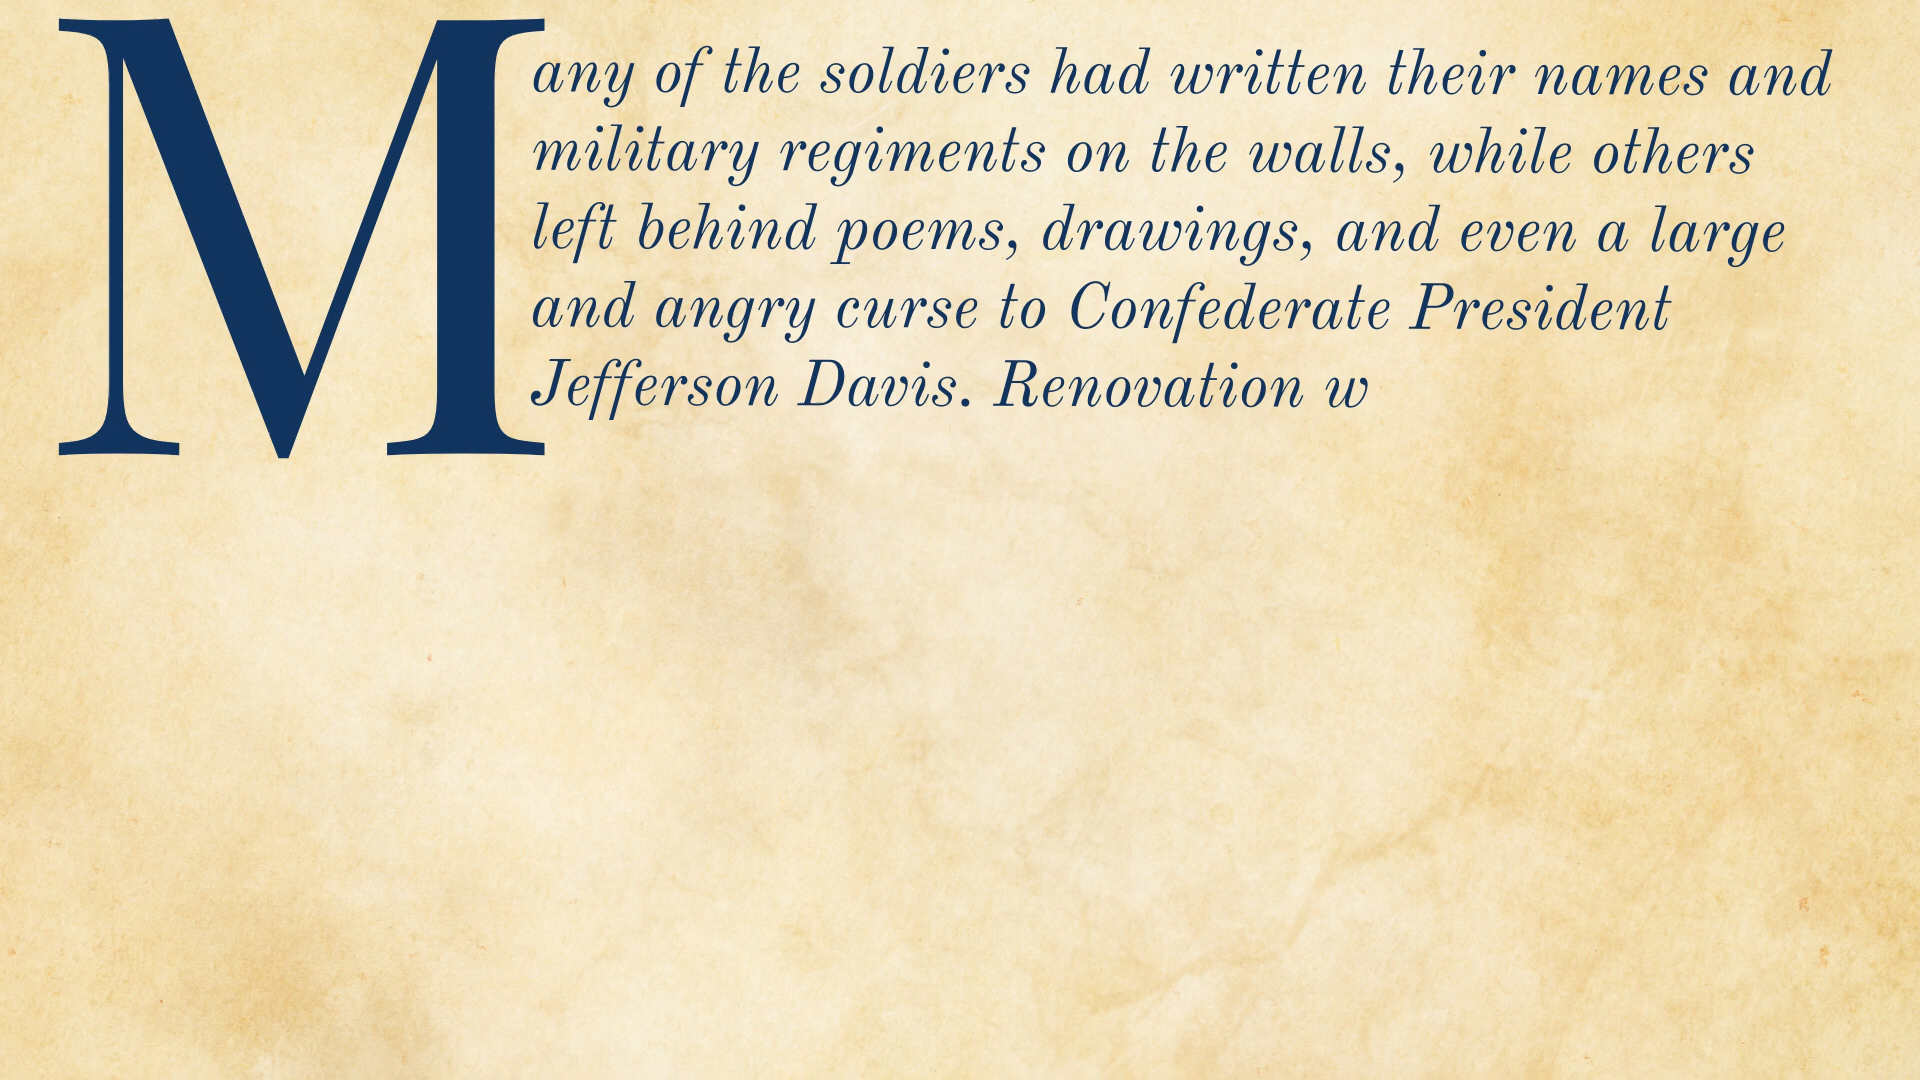 Many of the soldiers had written their names and
military regiments on the walls, while others
left behind poems, drawings, and even a large
and angry curse to Confederate President
Jefferson Davis. Renovation w